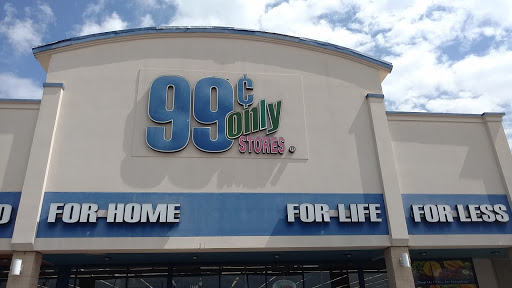 99¢
only
STORES
D FOR-HOME FOR-LIFE FOR-LESS